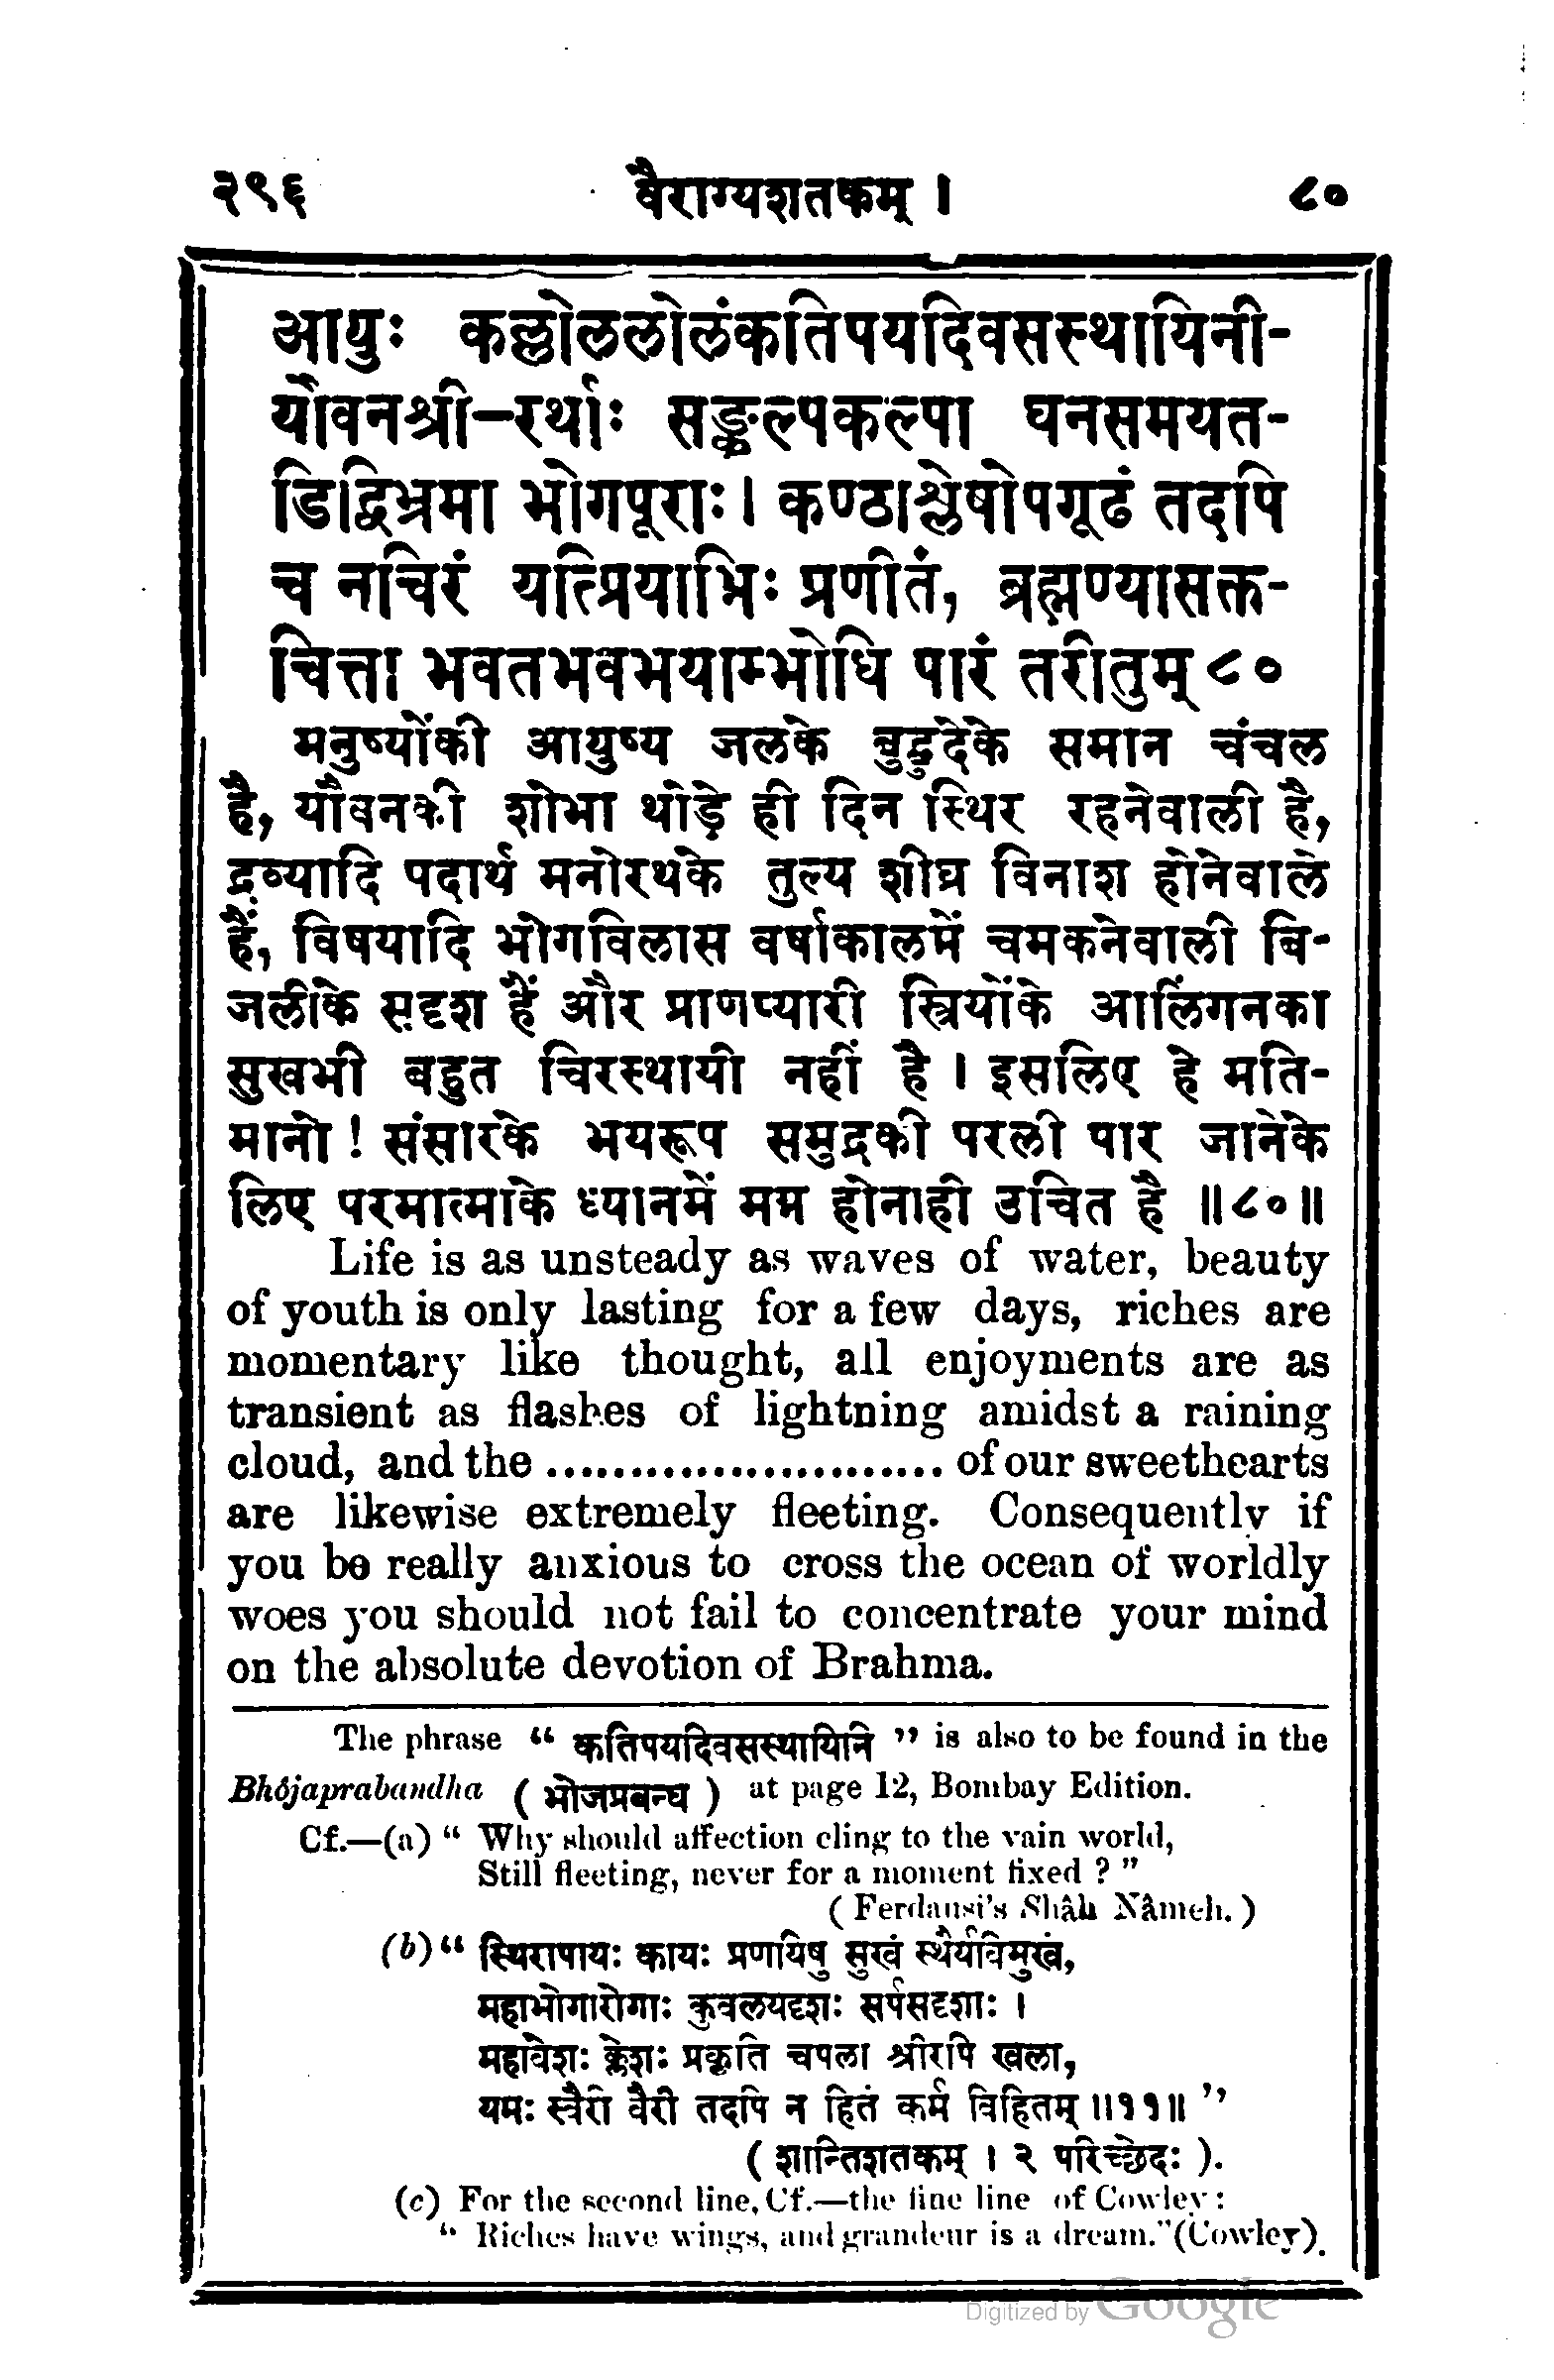 २९६ वैराग्यशतकम् । ८०
आयुः कल्लोललोलंकतिपयदिवसस्थायिनी-
यौवनश्री-रर्थाः सङ्कल्पकल्पा घनसमयत-
डिद्विभ्रमा भोगपूराः। कण्ठाश्लेषोपगूढं तदपि
च नचिरं यत्प्रियाभिः प्रणीतं, ब्रह्मण्यासक्त-
चित्ता भवतभवभयाम्भोधि पारं तरीतुम् ८०
मनुष्योंकी आयुष्य जलके बुद्बुदेके समान चंचल
है, यौवनकी शोभा थोड़े ही दिन स्थिर रहनेवाली है,
द्रव्यादि पदार्थ मनोरथके तुल्य शीघ्र विनाश होनेवाले
हैं, विषयादि भोगविलास वर्षाकालमें चमकनेवाली बि-
जलीके सदृश हैं और प्राणप्यारी स्त्रियोंके आलिंगनका
सुखभी बहुत चिरस्थायी नहीं है । इसलिए हे मति-
मानो ! संसारके भयरूप समुद्रकी परली पार जानेके
लिए परमात्माके ध्यानमें मग्न होनाही उचित है ॥८०॥
Life is as unsteady as waves of water, beauty
of youth is only lasting for a few days, riches are
momentary like thought, all enjoyments are as
transient as flashes of lightning amidst a raining
cloud, and the ........................ of our sweethearts
are likewise extremely fleeting. Consequently if
you be really anxious to cross the ocean of worldly
woes you should not fail to concentrate your mind
on the absolute devotion of Brahma.
The phrase “ कतिपयदिवसस्थायिनि ” is also to be found in the
Bhôjaprabandha ( भोजप्रबन्ध ) at page 12, Bombay Edition.
Cf.—(a) “ Why should affection cling to the vain world,
Still fleeting, never for a moment fixed ? ”
( Ferdausi's Shâh Nâmeh. )
(b) “ स्थिरापायः कायः प्रणयिषु सुखं स्थैर्यविमुखं,
महाभोगारोगाः कुवलयदृशः सर्पसदृशाः ।
महावेशः क्लेशः प्रकृति चपला श्रीरपि खला,
यमः स्वैरी वैरी तदपि न हितं कर्म विहितम् ॥११॥ ”
( शान्तिशतकम् । २ परिच्छेदः ).
(c) For the second line, Cf.—the fine line of Cowley :
“ Riches have wings, and grandeur is a dream.”(Cowley).
Digitized by Google